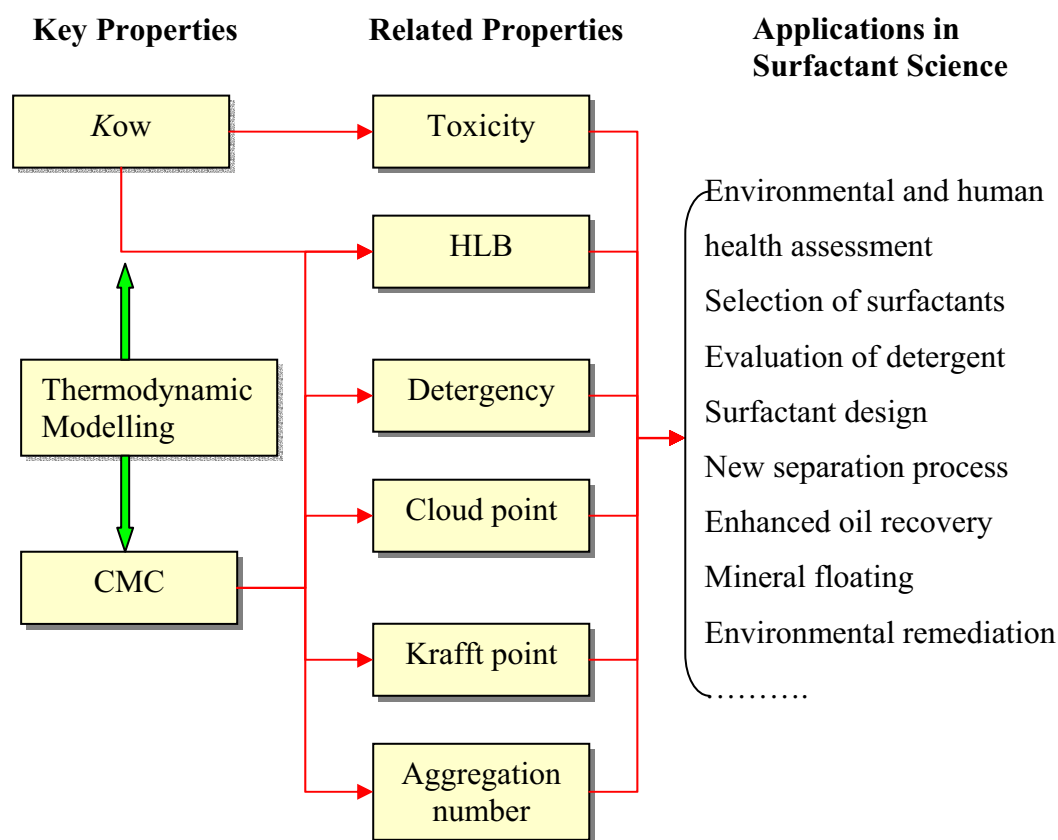 Key Properties
Related Properties
Applications in
Surfactant Science
Kow
Thermodynamic
Modelling
CMC
Toxicity
HLB
Detergency
Cloud point
Krafft point
Aggregation
number
Environmental and human
health assessment
Selection of surfactants
Evaluation of detergent
Surfactant design
New separation process
Enhanced oil recovery
Mineral floating
Environmental remediation
……….